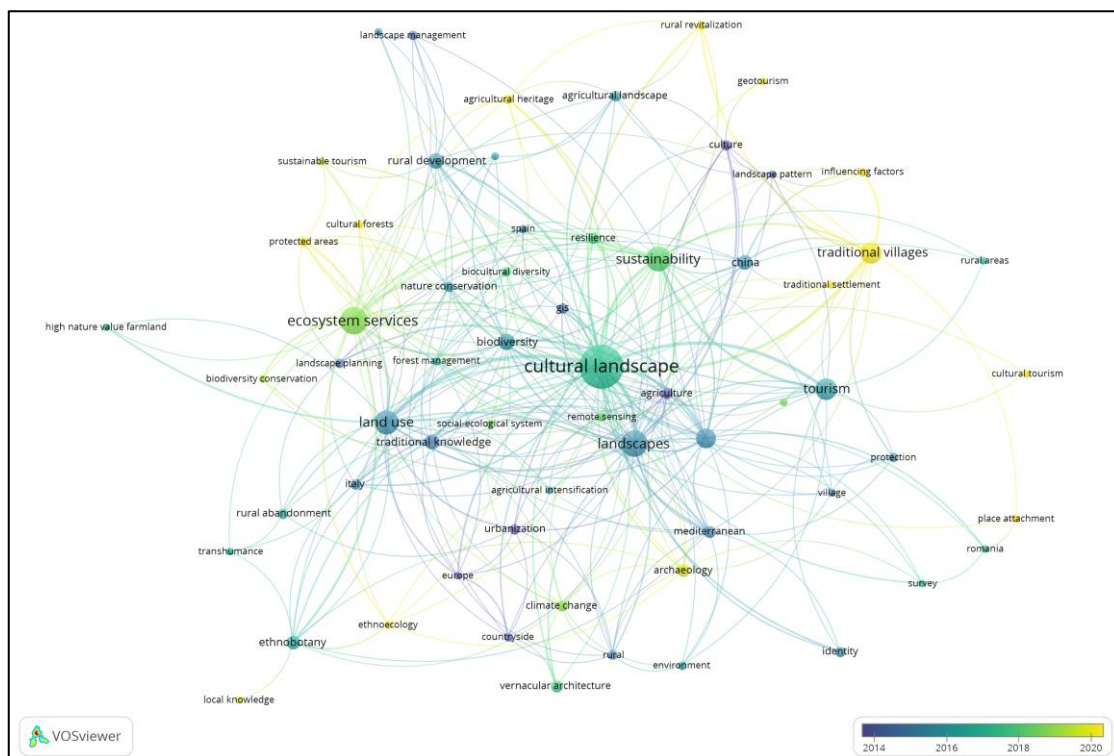 landscape management
rural revitalization
geotourism
agricultural heritage
agricultural landscape
culture
sustainable tourism
rural development
landscape pattern
influencing factors
cultural forests
spain
resilience
protected areas
sustainability
china
traditional villages
rural areas
biocultural diversity
nature conservation
traditional settlement
gis
ecosystem services
high nature value farmland
biodiversity
landscape planning
forest management
cultural landscape
cultural tourism
biodiversity conservation
agriculture
tourism
remote sensing
land use
social ecological system
traditional knowledge
landscapes
protection
italy
agricultural intensification
village
rural abandonment
urbanization
mediterranean
place attachment
transhumance
romania
europe
archaeology
survey
climate change
ethnoecology
countryside
ethnobotany
rural
environment
identity
vernacular architecture
local knowledge
VOSviewer
2014 2016 2018 2020